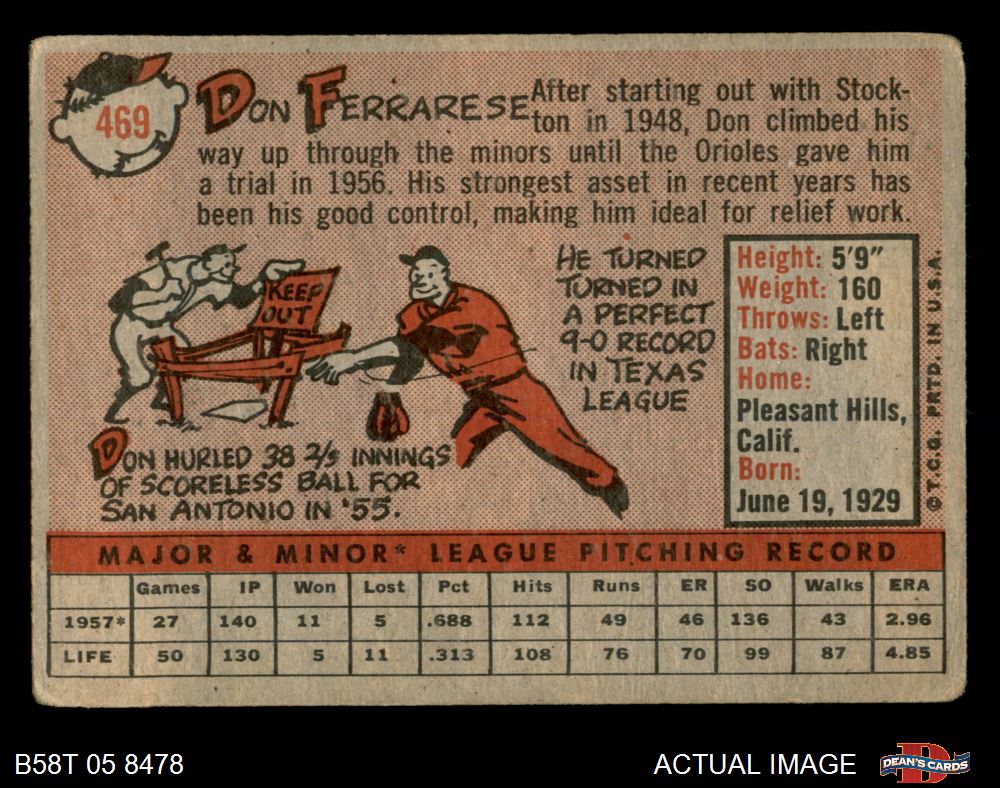 469
DON FERRARESE
After starting out with Stock-
ton in 1948, Don climbed his
way up through the minors until the Orioles gave him
a trial in 1956. His strongest asset in recent years has
been his good control, making him ideal for relief work.
KEEP
OUT
HE TURNED
TURNED IN
A PERFECT
9-0 RECORD
IN TEXAS
LEAGUE
DON HURLED 38 2/3 INNINGS
OF SCORELESS BALL FOR
SAN ANTONIO IN '55.
Height: 5'9"
Weight: 160
Throws: Left
Bats: Right
Home:
Pleasant Hills,
Calif.
Born:
June 19, 1929
©T.C.G. PRTD. IN U.S.A.
MAJOR & MINOR* LEAGUE PITCHING RECORD
Games IP Won Lost Pct Hits Runs ER SO Walks ERA
1957* 27 140 11 5 .688 112 49 46 136 43 2.96
LIFE 50 130 5 11 .313 108 76 70 99 87 4.85
B58T 05 8478
ACTUAL IMAGE
D
DEAN'S CARDS